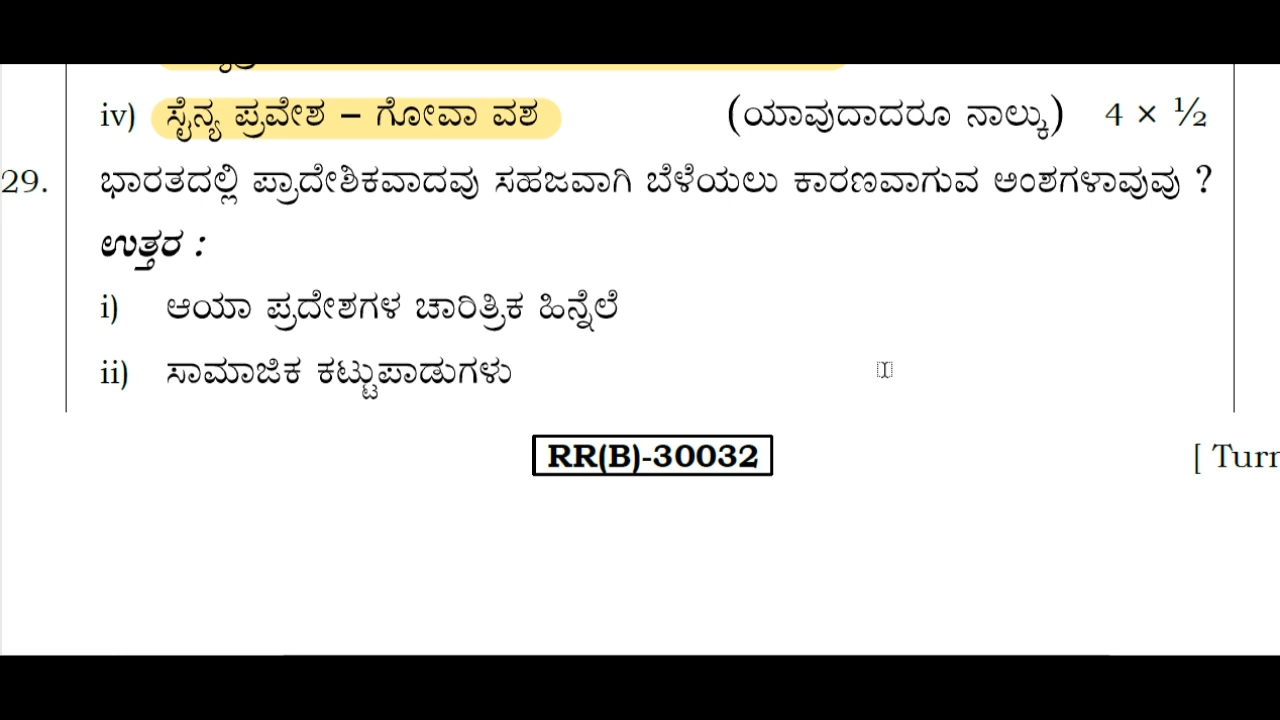 iv) ಸೈನ್ಯ ಪ್ರವೇಶ – ಗೋವಾ ವಶ (ಯಾವುದಾದರೂ ನಾಲ್ಕು) 4 × ½
29. ಭಾರತದಲ್ಲಿ ಪ್ರಾದೇಶಿಕವಾದವು ಸಹಜವಾಗಿ ಬೆಳೆಯಲು ಕಾರಣವಾಗುವ ಅಂಶಗಳಾವುವು ?
ಉತ್ತರ :
i) ಆಯಾ ಪ್ರದೇಶಗಳ ಚಾರಿತ್ರಿಕ ಹಿನ್ನೆಲೆ
ii) ಸಾಮಾಜಿಕ ಕಟ್ಟುಪಾಡುಗಳು
RR(B)-30032
[ Turn